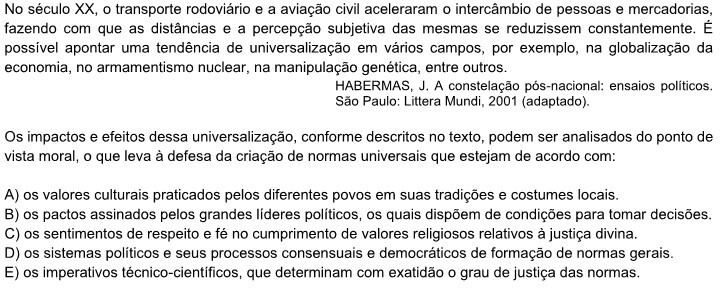 No século XX, o transporte rodoviário e a aviação civil aceleraram o intercâmbio de pessoas e mercadorias,
fazendo com que as distâncias e a percepção subjetiva das mesmas se reduzissem constantemente. É
possível apontar uma tendência de universalização em vários campos, por exemplo, na globalização da
economia, no armamentismo nuclear, na manipulação genética, entre outros.
HABERMAS, J. A constelação pós-nacional: ensaios políticos.
São Paulo: Littera Mundi, 2001 (adaptado).
Os impactos e efeitos dessa universalização, conforme descritos no texto, podem ser analisados do ponto de
vista moral, o que leva à defesa da criação de normas universais que estejam de acordo com:
A) os valores culturais praticados pelos diferentes povos em suas tradições e costumes locais.
B) os pactos assinados pelos grandes líderes políticos, os quais dispõem de condições para tomar decisões.
C) os sentimentos de respeito e fé no cumprimento de valores religiosos relativos à justiça divina.
D) os sistemas políticos e seus processos consensuais e democráticos de formação de normas gerais.
E) os imperativos técnico-científicos, que determinam com exatidão o grau de justiça das normas.